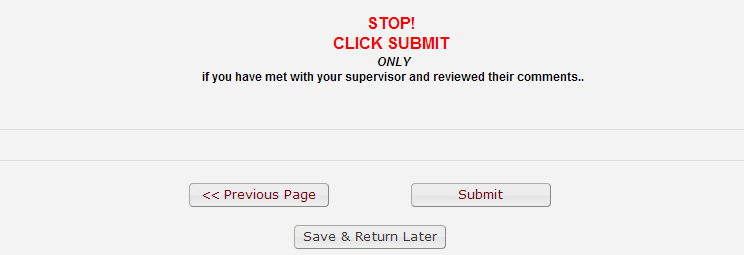 STOP!
CLICK SUBMIT
ONLY
if you have met with your supervisor and reviewed their comments..
<< Previous Page
Submit
Save & Return Later